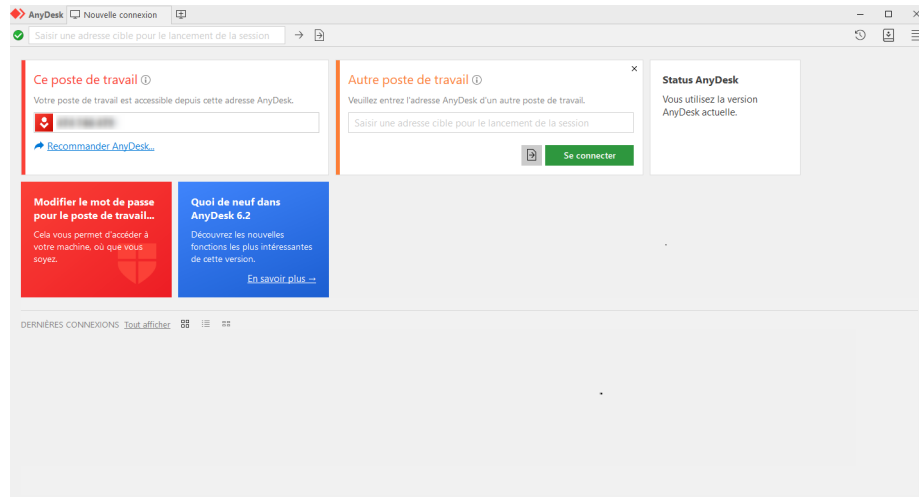 AnyDesk
Nouvelle connexion
Saisir une adresse cible pour le lancement de la session
Ce poste de travail
Votre poste de travail est accessible depuis cette adresse AnyDesk.
Recommander AnyDesk...
Autre poste de travail
Veuillez entrez l'adresse AnyDesk d'un autre poste de travail.
Saisir une adresse cible pour le lancement de la session
Se connecter
Status AnyDesk
Vous utilisez la version
AnyDesk actuelle.
Modifier le mot de passe
pour le poste de travail...
Cela vous permet d'accéder à
votre machine, où que vous
soyez.
Quoi de neuf dans
AnyDesk 6.2
Découvrez les nouvelles
fonctions les plus intéressantes
de cette version.
En savoir plus →
DERNIÈRES CONNEXIONS Tout afficher